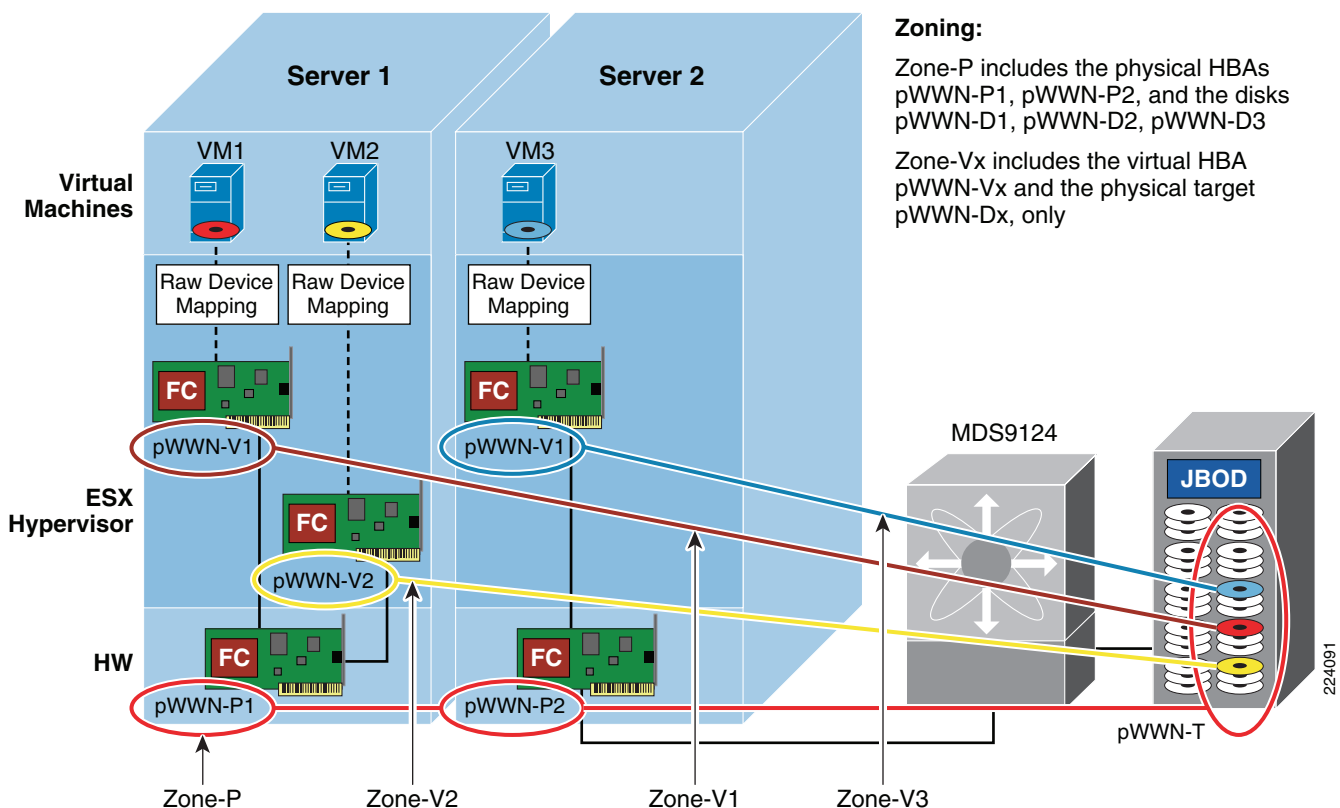 Zoning:
Zone-P includes the physical HBAs
pWWN-P1, pWWN-P2, and the disks
pWWN-D1, pWWN-D2, pWWN-D3
Zone-Vx includes the virtual HBA
pWWN-Vx and the physical target
pWWN-Dx, only
Server 1
Server 2
VM1
VM2
VM3
Virtual
Machines
Raw Device
Mapping
Raw Device
Mapping
Raw Device
Mapping
FC
FC
pWWN-V1
pWWN-V1
MDS9124
JBOD
ESX
Hypervisor
FC
pWWN-V2
HW
FC
FC
pWWN-P1
pWWN-P2
pWWN-T
224091
Zone-P
Zone-V2
Zone-V1
Zone-V3